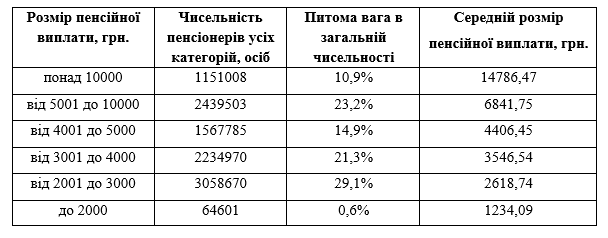 Розмір пенсійної виплати, грн. | Чисельність пенсіонерів усіх категорій, осіб | Питома вага в загальній чисельності | Середній розмір пенсійної виплати, грн.
понад 10000 | 1151008 | 10,9% | 14786,47
від 5001 до 10000 | 2439503 | 23,2% | 6841,75
від 4001 до 5000 | 1567785 | 14,9% | 4406,45
від 3001 до 4000 | 2234970 | 21,3% | 3546,54
від 2001 до 3000 | 3058670 | 29,1% | 2618,74
до 2000 | 64601 | 0,6% | 1234,09